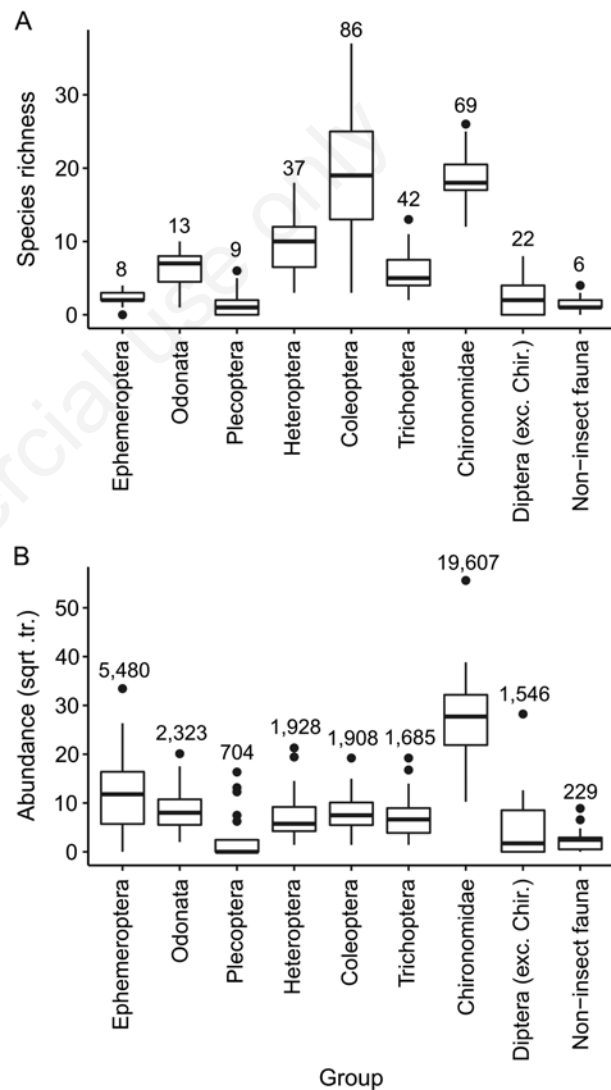 A
Species richness
30
20
10
0
8
13
9
37
86
42
69
22
6
Ephemeroptera
Odonata
Plecoptera
Heteroptera
Coleoptera
Trichoptera
Chironomidae
Diptera (exc. Chir.)
Non-insect fauna
ercial use only
B
Abundance (sqrt .tr.)
50
40
30
20
10
0
5,480
2,323
704
1,928
1,908
1,685
19,607
1,546
229
Ephemeroptera
Odonata
Plecoptera
Heteroptera
Coleoptera
Trichoptera
Chironomidae
Diptera (exc. Chir.)
Non-insect fauna
Group